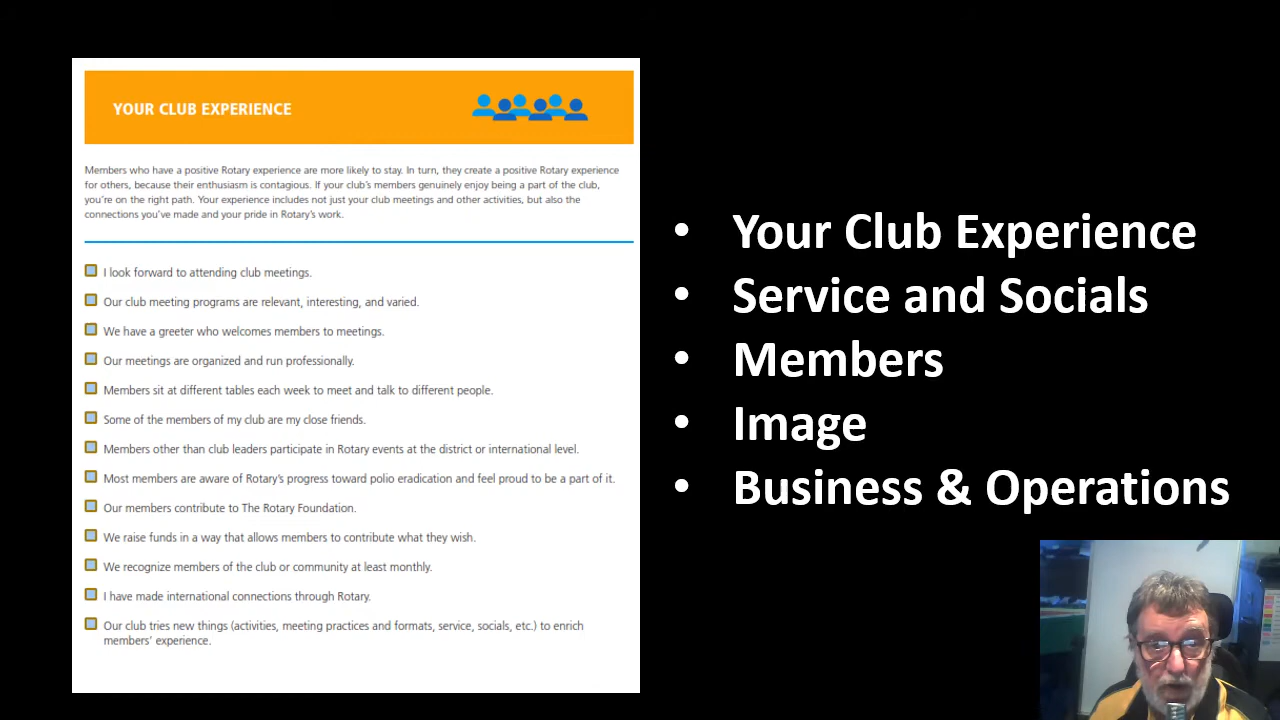 YOUR CLUB EXPERIENCE
Members who have a positive Rotary experience are more likely to stay. In turn, they create a positive Rotary experience
for others, because their enthusiasm is contagious. If your club's members genuinely enjoy being a part of the club,
you're on the right path. Your experience includes not just your club meetings and other activities, but also the
connections you've made and your pride in Rotary's work.
I look forward to attending club meetings.
Our club meeting programs are relevant, interesting, and varied.
We have a greeter who welcomes members to meetings.
Our meetings are organized and run professionally.
Members sit at different tables each week to meet and talk to different people.
Some of the members of my club are my close friends.
Members other than club leaders participate in Rotary events at the district or international level.
Most members are aware of Rotary's progress toward polio eradication and feel proud to be a part of it.
Our members contribute to The Rotary Foundation.
We raise funds in a way that allows members to contribute what they wish.
We recognize members of the club or community at least monthly.
I have made international connections through Rotary.
Our club tries new things (activities, meeting practices and formats, service, socials, etc.) to enrich
members' experience.
• Your Club Experience
• Service and Socials
• Members
• Image
• Business & Operations